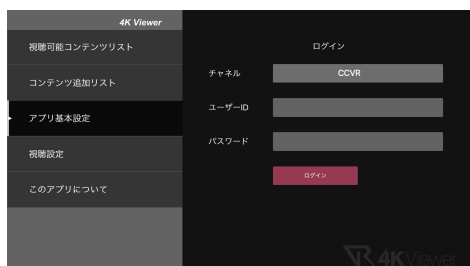 4K Viewer
視聴可能コンテンツリスト
コンテンツ追加リスト
アプリ基本設定
視聴設定
このアプリについて
ログイン
チャネル
CCVR
ユーザーID
パスワード
ログイン
VR 4KViewer